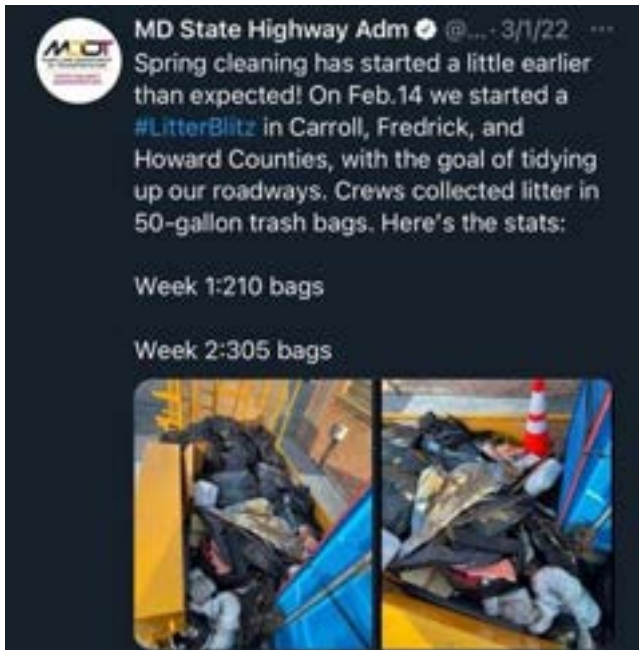 MD State Highway Adm @... · 3/1/22 ...
Spring cleaning has started a little earlier
than expected! On Feb.14 we started a
#LitterBlitz in Carroll, Fredrick, and
Howard Counties, with the goal of tidying
up our roadways. Crews collected litter in
50-gallon trash bags. Here's the stats:
Week 1:210 bags
Week 2:305 bags